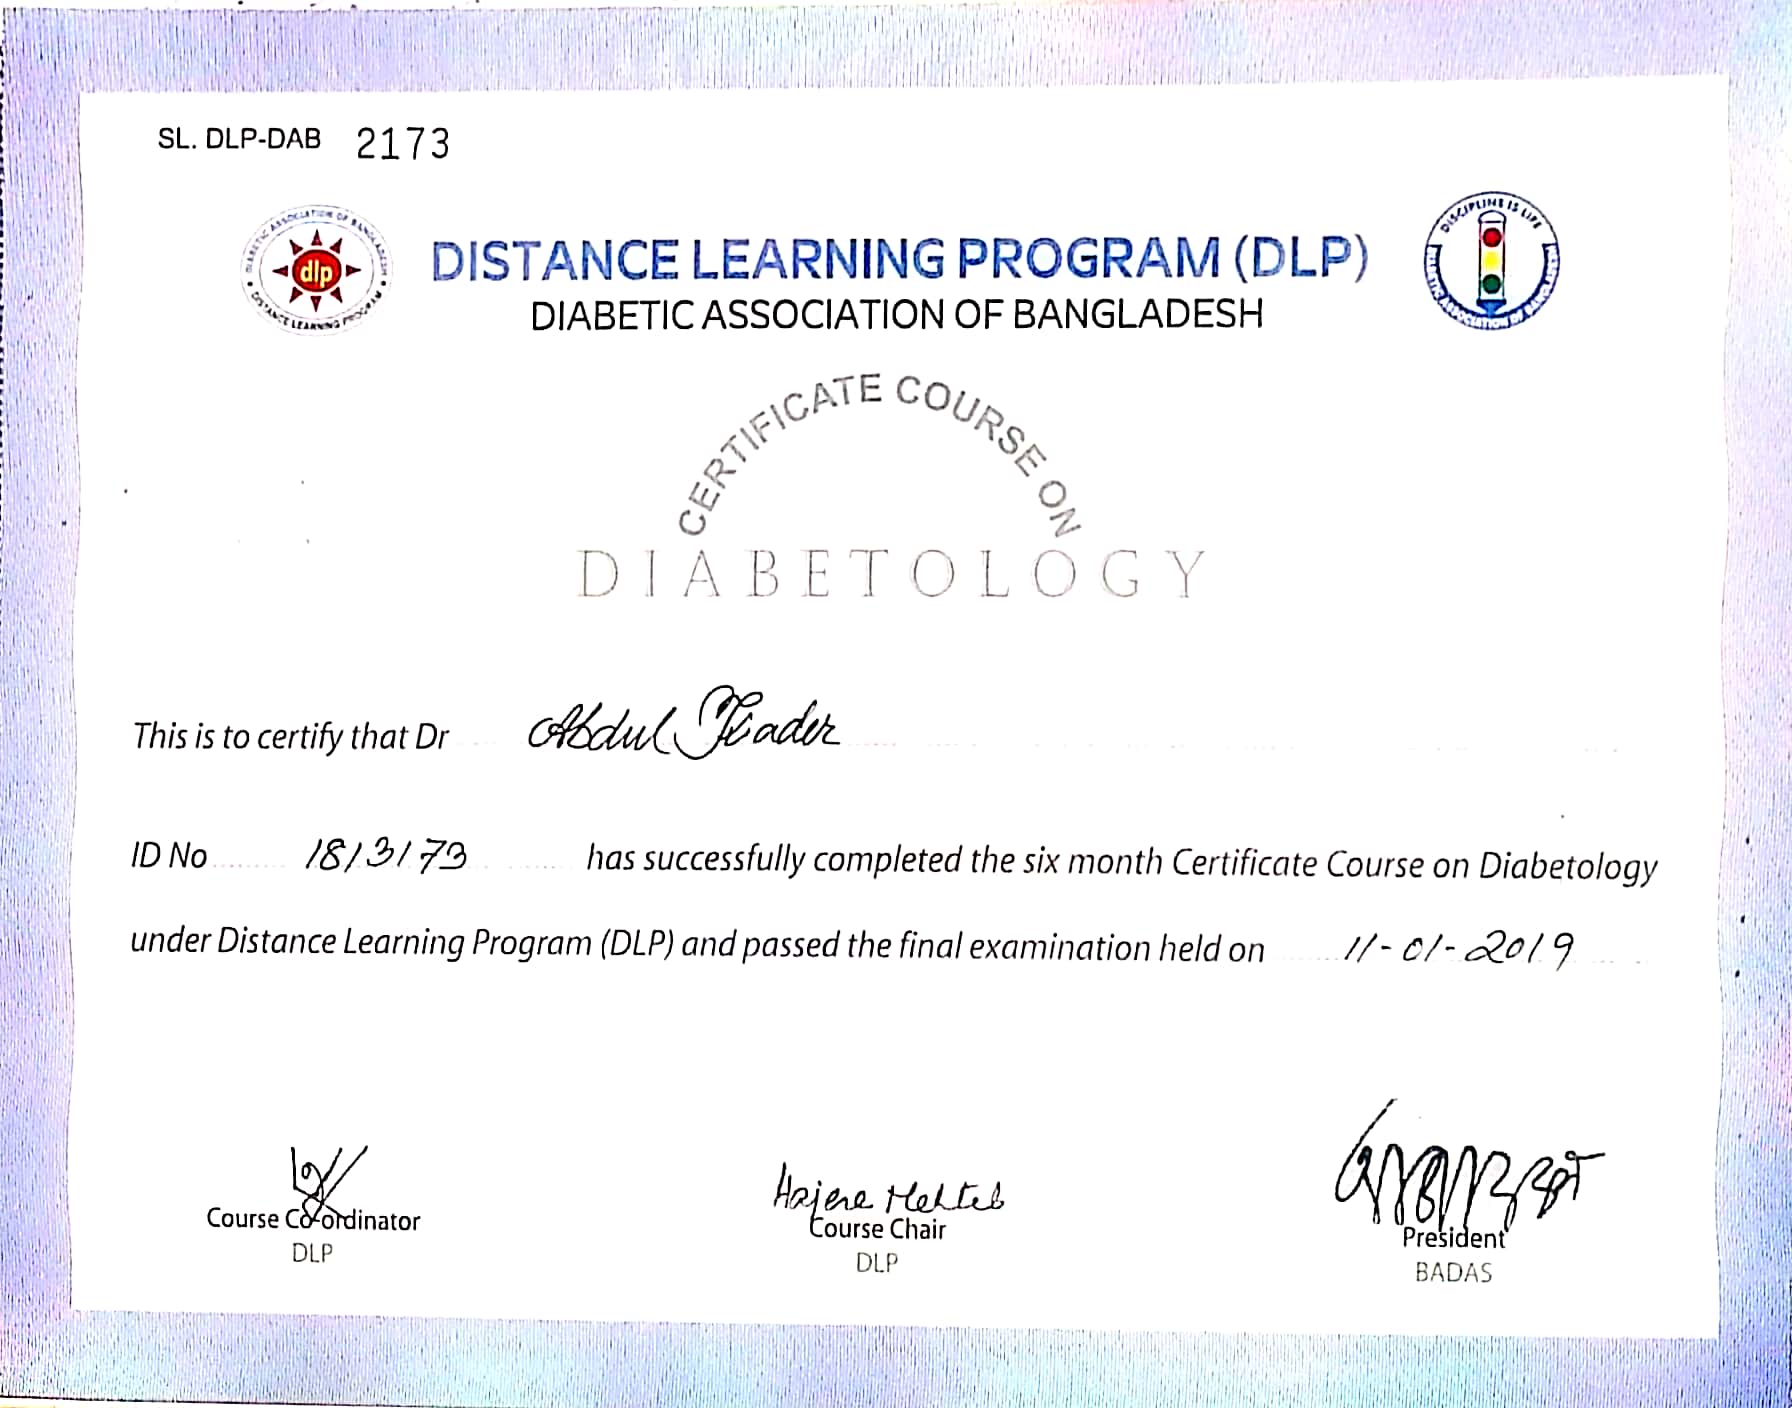 SL. DLP-DAB 2173
DIABETIC ASSOCIATION OF BANGLADESH
dlp
DISTANCE LEARNING PROGRAM
DISTANCE LEARNING PROGRAM (DLP)
DIABETIC ASSOCIATION OF BANGLADESH
DISCIPLINE IS LIFE
DIABETIC ASSOCIATION OF BANGLADESH
CERTIFICATE COURSE ON
DIABETOLOGY
This is to certify that Dr Abdul Kader
ID No 18/3/73 has successfully completed the six month Certificate Course on Diabetology
under Distance Learning Program (DLP) and passed the final examination held on 11-01-2019
Hajera Mahtab
Course Co-ordinator
DLP
Course Chair
DLP
President
BADAS